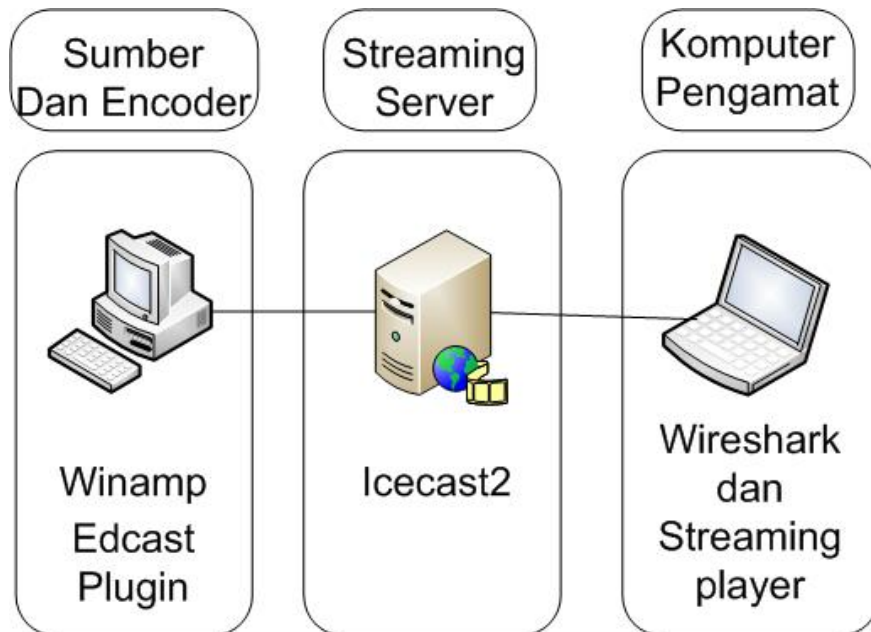 Sumber
Dan Encoder
Streaming
Server
Komputer
Pengamat
Winamp
Edcast
Plugin
Icecast2
Wireshark
dan
Streaming
player